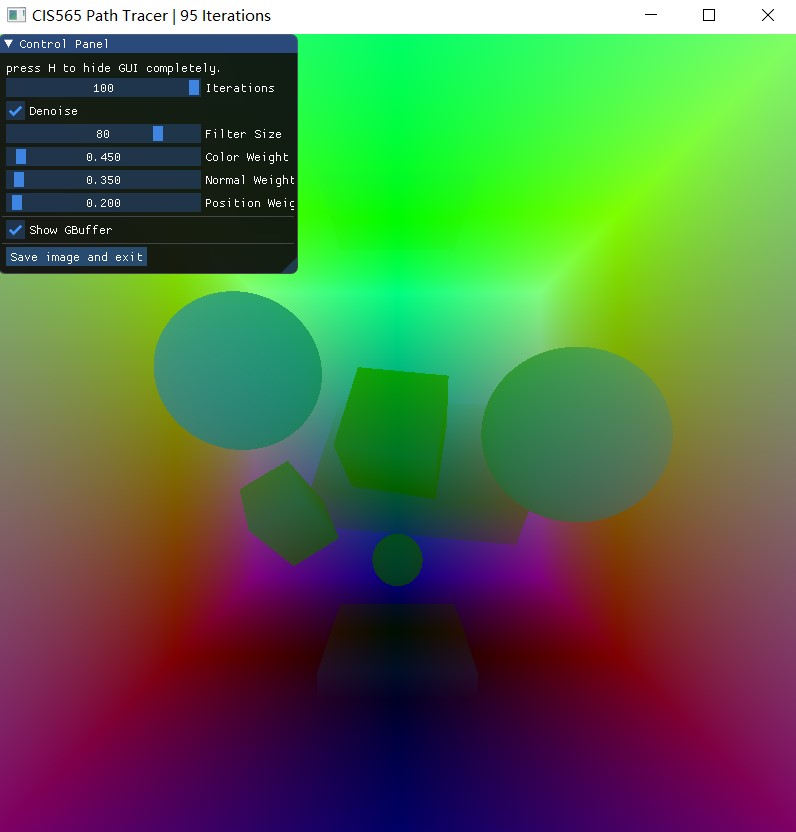 CIS565 Path Tracer | 95 Iterations
Control Panel
press H to hide GUI completely.
100 Iterations
Denoise
80 Filter Size
0.450 Color Weight
0.350 Normal Weight
0.200 Position Weig
Show GBuffer
Save image and exit